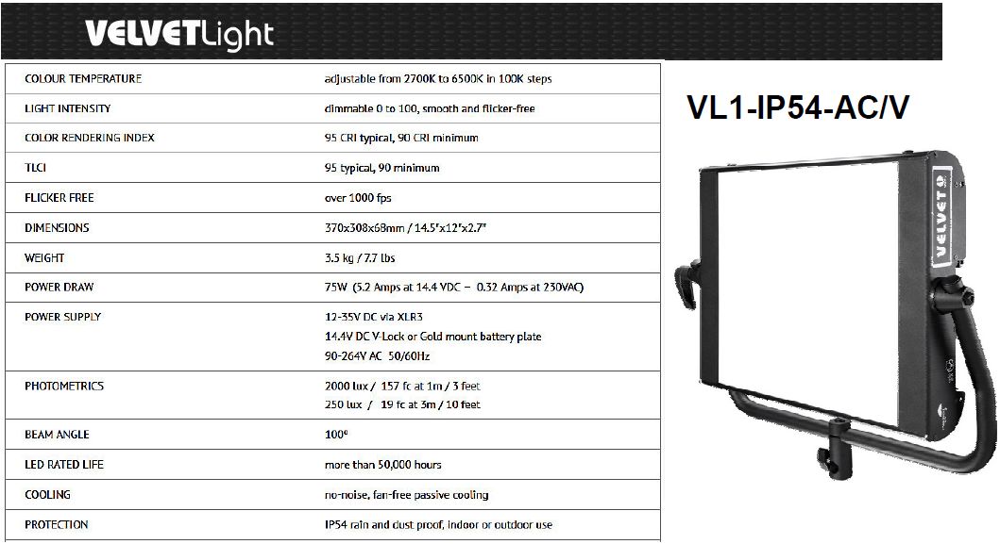 VELVETLight
COLOUR TEMPERATURE adjustable from 2700K to 6500K in 100K steps
LIGHT INTENSITY dimmable 0 to 100, smooth and flicker-free
COLOR RENDERING INDEX 95 CRI typical, 90 CRI minimum
TLCI 95 typical, 90 minimum
FLICKER FREE over 1000 fps
DIMENSIONS 370x308x68mm / 14.5"x12"x2.7"
WEIGHT 3.5 kg / 7.7 lbs
POWER DRAW 75W (5.2 Amps at 14.4 VDC – 0.32 Amps at 230VAC)
POWER SUPPLY 12-35V DC via XLR3
14.4V DC V-Lock or Gold mount battery plate
90-264V AC 50/60Hz
PHOTOMETRICS 2000 lux / 157 fc at 1m / 3 feet
250 lux / 19 fc at 3m / 10 feet
BEAM ANGLE 100º
LED RATED LIFE more than 50,000 hours
COOLING no-noise, fan-free passive cooling
PROTECTION IP54 rain and dust proof, indoor or outdoor use
VL1-IP54-AC/V
VELVET